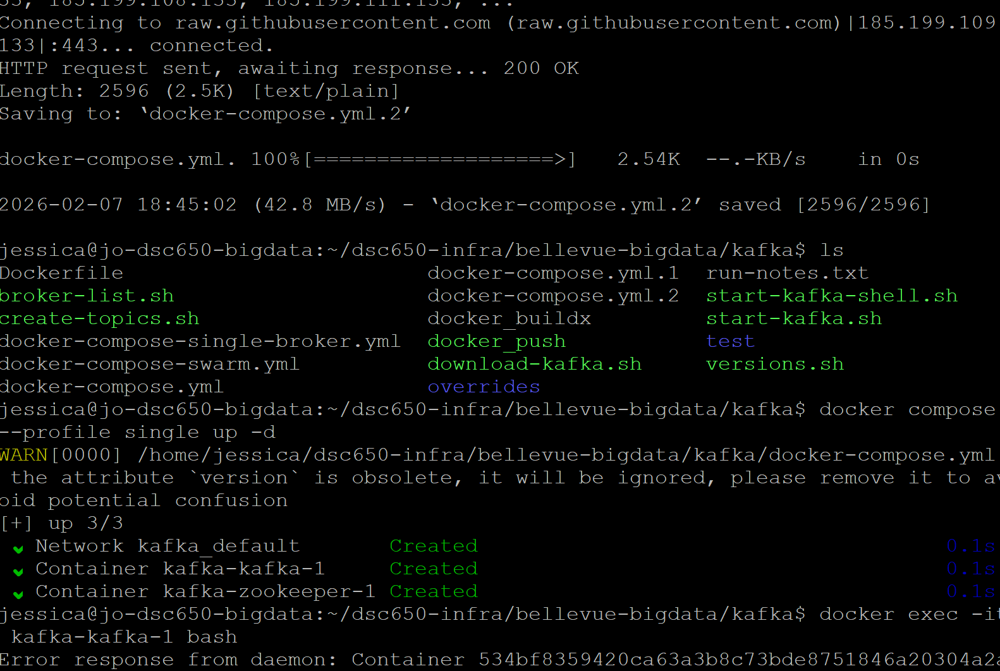 33, 185.199.108.133, 185.199.111.133, ...
Connecting to raw.githubusercontent.com (raw.githubusercontent.com)|185.199.109
133|:443... connected.
HTTP request sent, awaiting response... 200 OK
Length: 2596 (2.5K) [text/plain]
Saving to: ‘docker-compose.yml.2’
docker-compose.yml. 100%[===================>] 2.54K --.-KB/s in 0s
2026-02-07 18:45:02 (42.8 MB/s) - ‘docker-compose.yml.2’ saved [2596/2596]
jessica@jo-dsc650-bigdata:~/dsc650-infra/bellevue-bigdata/kafka$ ls
Dockerfile docker-compose.yml.1 run-notes.txt
broker-list.sh docker-compose.yml.2 start-kafka-shell.sh
create-topics.sh docker_buildx start-kafka.sh
docker-compose-single-broker.yml docker_push test
docker-compose-swarm.yml download-kafka.sh versions.sh
docker-compose.yml overrides
jessica@jo-dsc650-bigdata:~/dsc650-infra/bellevue-bigdata/kafka$ docker compose
--profile single up -d
WARN[0000] /home/jessica/dsc650-infra/bellevue-bigdata/kafka/docker-compose.yml
the attribute `version` is obsolete, it will be ignored, please remove it to av
oid potential confusion
[+] up 3/3
✔ Network kafka_default Created 0.1s
✔ Container kafka-kafka-1 Created 0.1s
✔ Container kafka-zookeeper-1 Created 0.1s
jessica@jo-dsc650-bigdata:~/dsc650-infra/bellevue-bigdata/kafka$ docker exec -it
kafka-kafka-1 bash
Error response from daemon: Container 534bf8359420ca63a3b8c73bde8751846a20304a2a